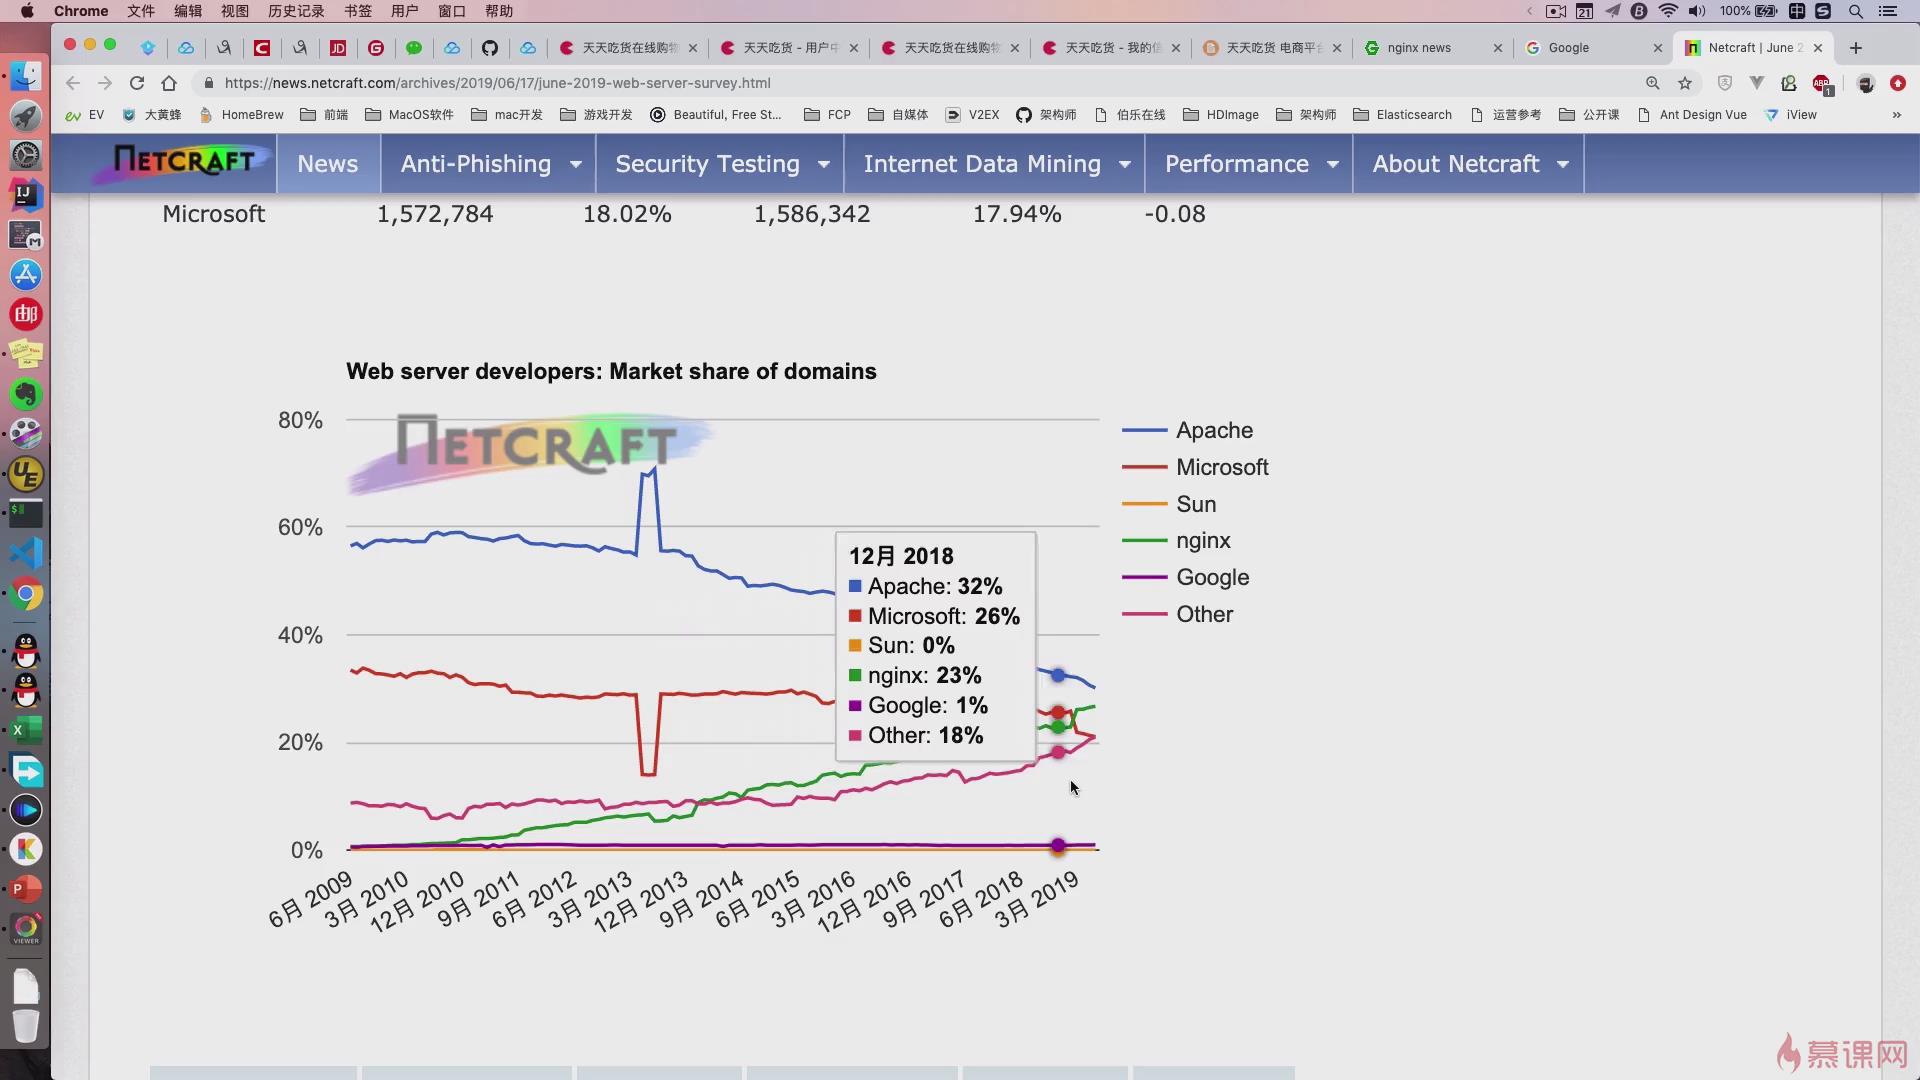 Chrome 文件 编辑 视图 历史记录 书签 用户 窗口 帮助 21 100% 中 S
天天吃货在线购物 天天吃货 - 用户中 天天吃货在线购物 天天吃货 - 我的信 天天吃货 电商平台 nginx news Google Netcraft | June 2
https://news.netcraft.com/archives/2019/06/17/june-2019-web-server-survey.html
EV 大黄蜂 HomeBrew 前端 MacOS软件 mac开发 游戏开发 Beautiful, Free St... FCP 自媒体 V2EX 架构师 伯乐在线 HDImage 架构师 Elasticsearch 运营参考 公开课 Ant Design Vue iView »
NETCRAFT News Anti-Phishing Security Testing Internet Data Mining Performance About Netcraft
Microsoft 1,572,784 18.02% 1,586,342 17.94% -0.08
Web server developers: Market share of domains
NETCRAFT
80%
60%
40%
20%
0%
Apache
Microsoft
Sun
nginx
Google
Other
12月 2018
Apache: 32%
Microsoft: 26%
Sun: 0%
nginx: 23%
Google: 1%
Other: 18%
6月 2009 3月 2010 12月 2010 9月 2011 6月 2012 3月 2013 12月 2013 9月 2014 6月 2015 3月 2016 12月 2016 9月 2017 6月 2018 3月 2019
慕课网